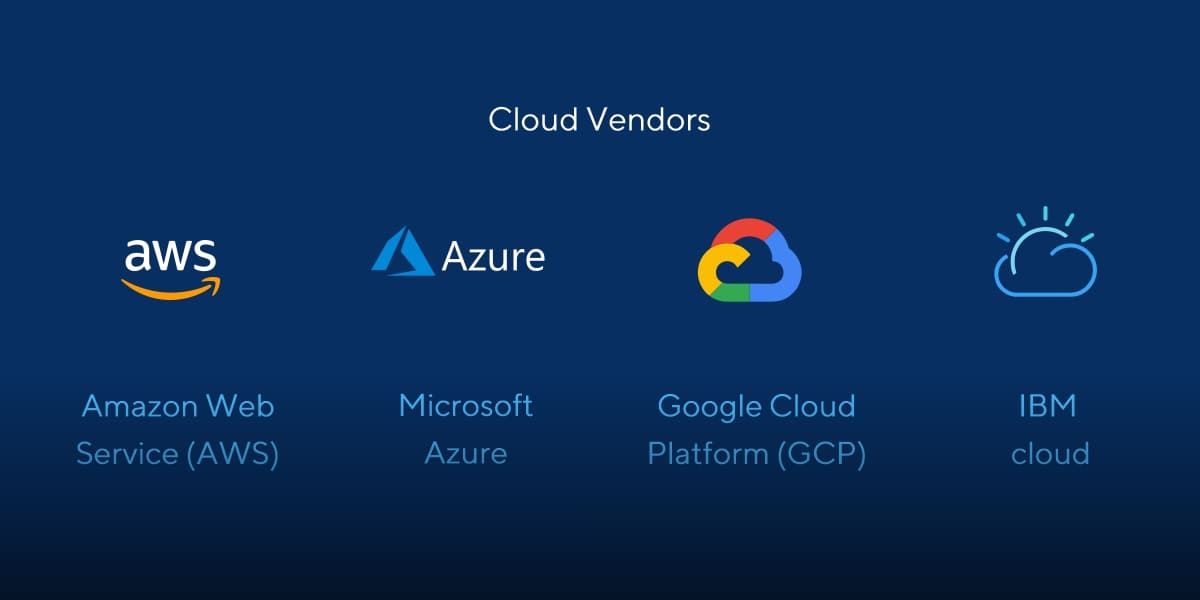 Cloud Vendors
aws
Azure
Amazon Web
Service (AWS)
Microsoft
Azure
Google Cloud
Platform (GCP)
IBM
cloud